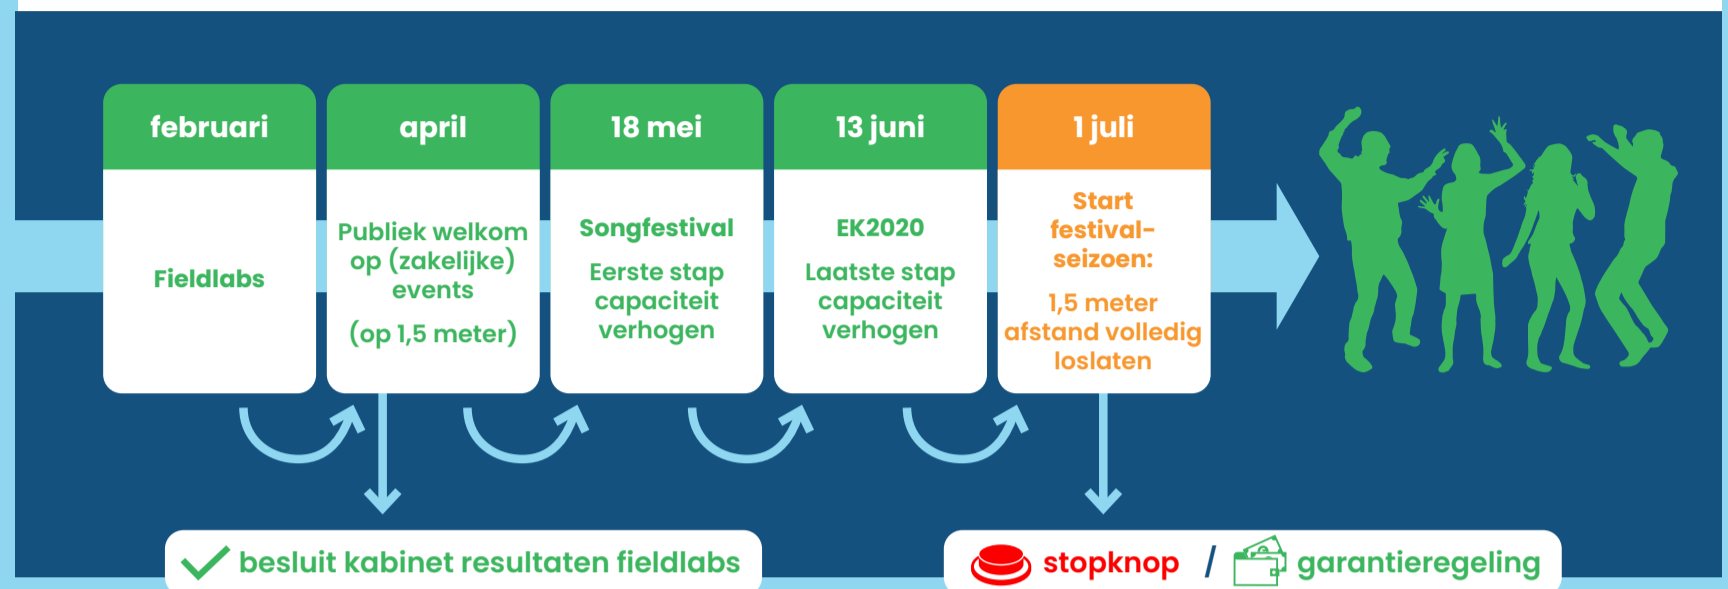 februari
Fieldlabs
april
Publiek welkom
op (zakelijke)
events
(op 1,5 meter)
18 mei
Songfestival
Eerste stap
capaciteit
verhogen
13 juni
EK2020
Laatste stap
capaciteit
verhogen
1 juli
Start
festival-
seizoen:
1,5 meter
afstand volledig
loslaten
besluit kabinet resultaten fieldlabs
stopknop / garantieregeling